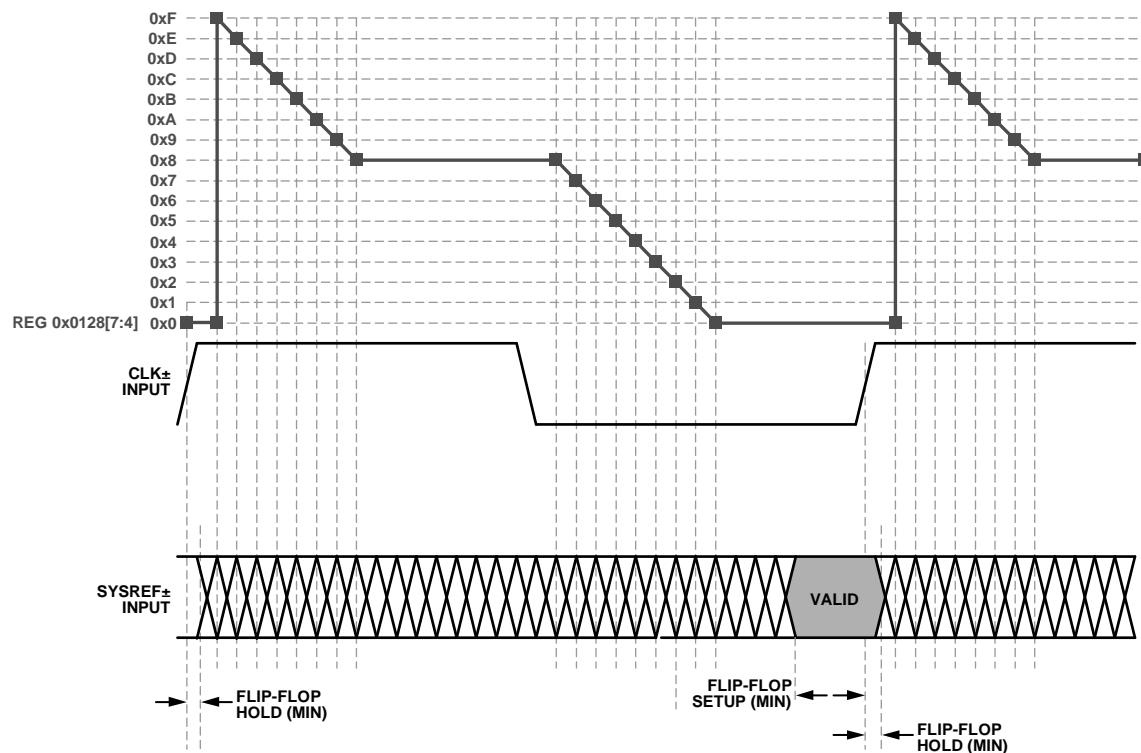 0xF
0xE
0xD
0xC
0xB
0xA
0x9
0x8
0x7
0x6
0x5
0x4
0x3
0x2
0x1
REG 0x0128[7:4] 0x0
CLK±
INPUT
SYSREF±
INPUT
VALID
FLIP-FLOP
HOLD (MIN)
FLIP-FLOP
SETUP (MIN)
FLIP-FLOP
HOLD (MIN)